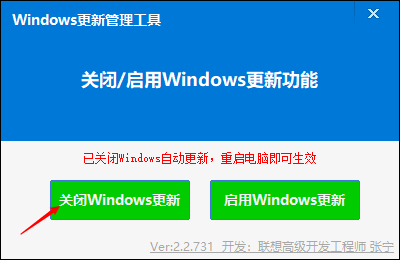 Windows更新管理工具
关闭/启用Windows更新功能
已关闭Windows自动更新，重启电脑即可生效
关闭Windows更新 启用Windows更新
Ver:2.2.731 开发：联想高级开发工程师 张宁